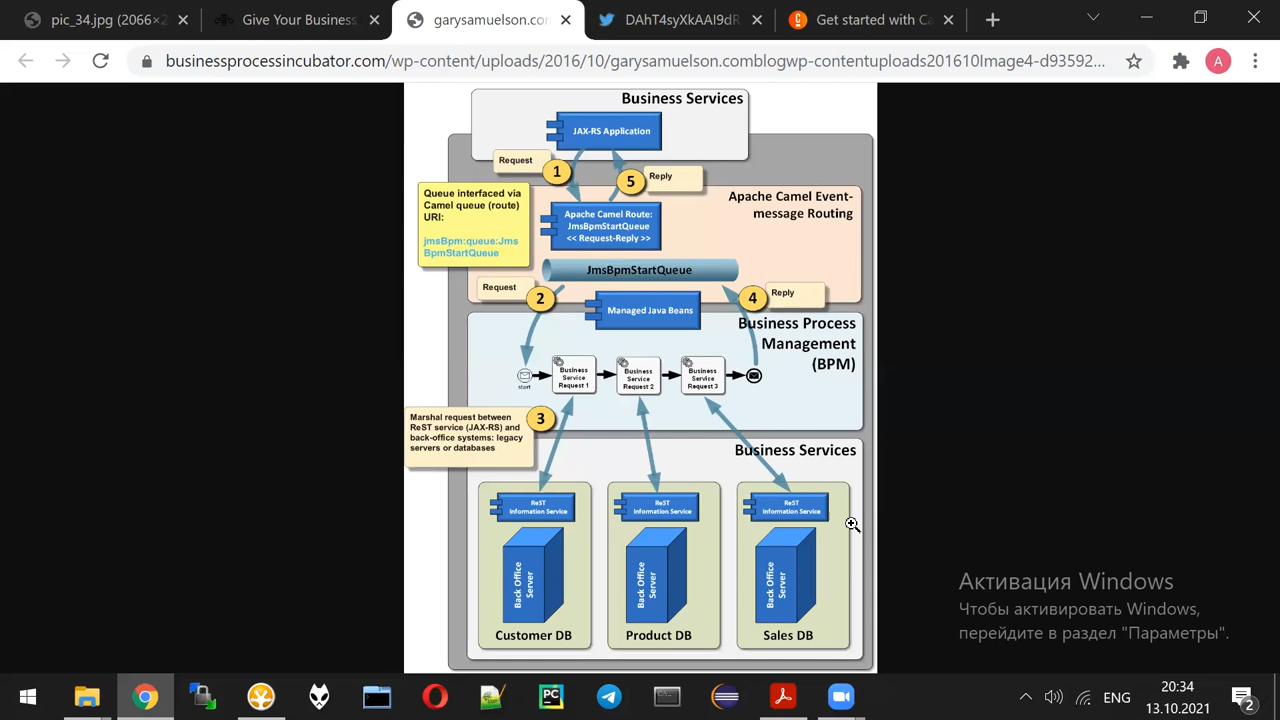 pic_34.jpg (2066×2
Give Your Business
garysamuelson.co
DAhT4syXkAAI9dR
Get started with Ca
businessprocessincubator.com/wp-content/uploads/2016/10/garysamuelson.comblogwp-contentuploads201610Image4-d93592...
A
Business Services
JAX-RS Application
Request
1
5
Reply
Queue interfaced via
Camel queue (route)
URI:
jmsBpm:queue:Jms
BpmStartQueue
Apache Camel Event-
message Routing
Apache Camel Route:
JmsBpmStartQueue
<< Request-Reply >>
JmsBpmStartQueue
Request
2
4
Reply
Managed Java Beans
Business Process
Management
(BPM)
start
Business
Service
Request 1
Business
Service
Request 2
Business
Service
Request 3
Marshal request between
ReST service (JAX-RS) and
back-office systems: legacy
servers or databases
3
Business Services
ReST
Information Service
ReST
Information Service
ReST
Information Service
Back Office
Server
Back Office
Server
Back Office
Server
Customer DB
Product DB
Sales DB
Активация Windows
Чтобы активировать Windows,
перейдите в раздел "Параметры".
PC
ENG
20:34
13.10.2021
2